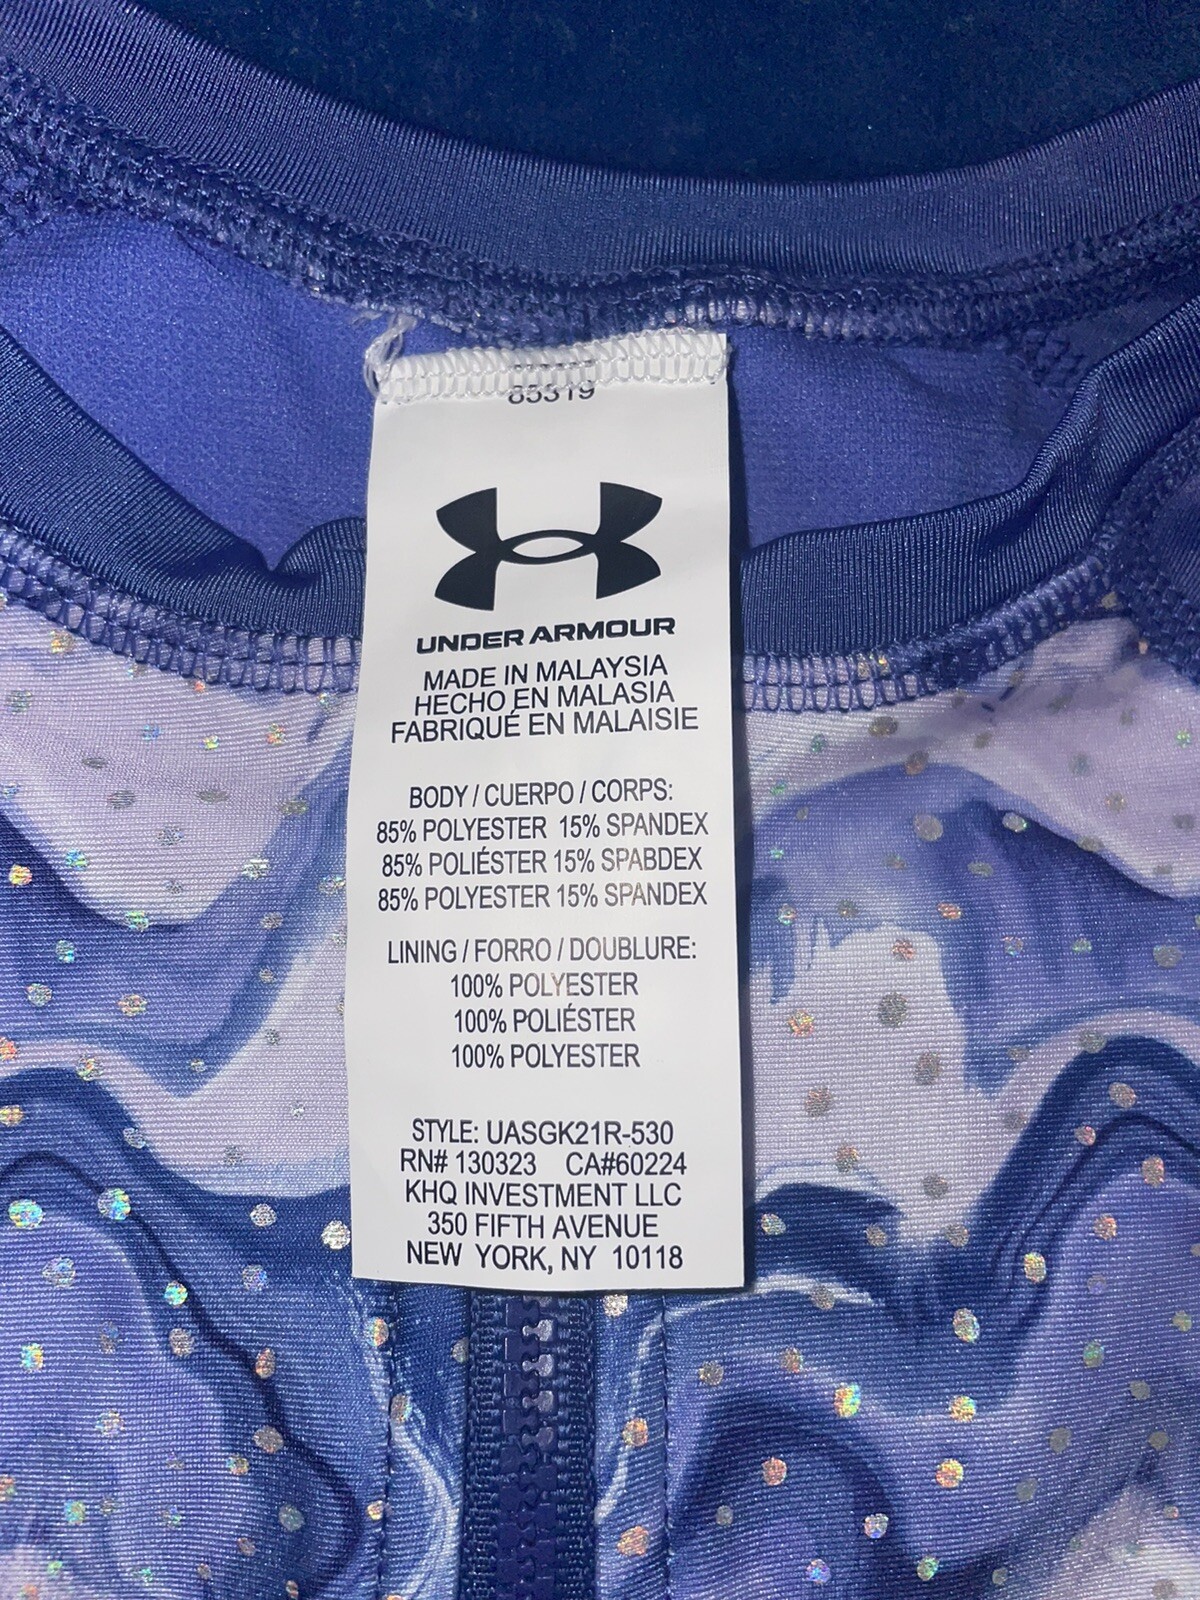 85319
UNDER ARMOUR
MADE IN MALAYSIA
HECHO EN MALASIA
FABRIQUÉ EN MALAISIE
BODY / CUERPO / CORPS:
85% POLYESTER 15% SPANDEX
85% POLIÉSTER 15% SPABDEX
85% POLYESTER 15% SPANDEX
LINING / FORRO / DOUBLURE:
100% POLYESTER
100% POLIÉSTER
100% POLYESTER
STYLE: UASGK21R-530
RN# 130323 CA#60224
KHQ INVESTMENT LLC
350 FIFTH AVENUE
NEW YORK, NY 10118